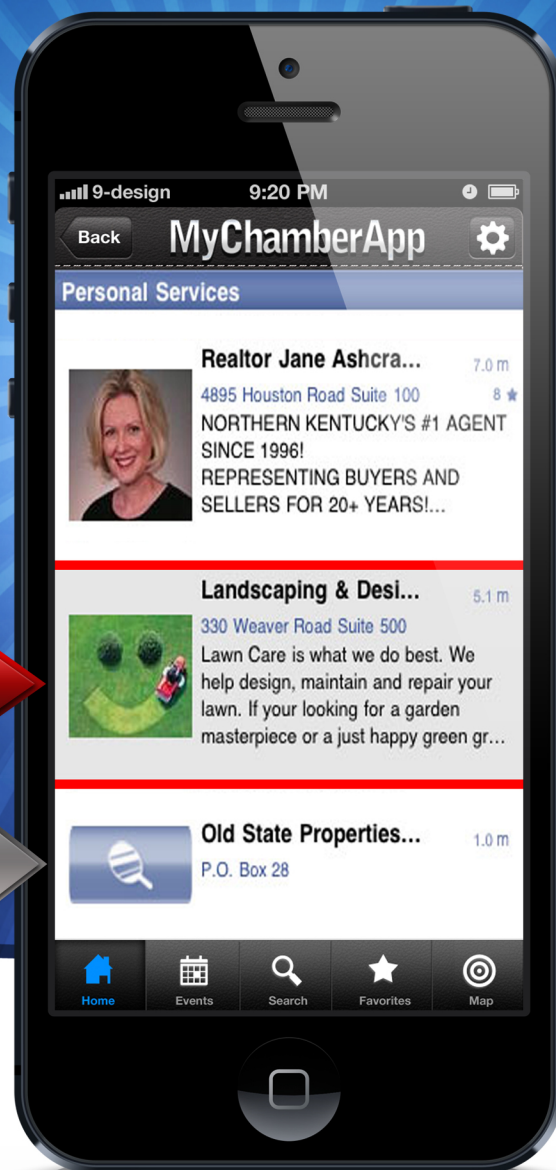 9-design 9:20 PM
Back MyChamberApp
Personal Services
Realtor Jane Ashcra... 7.0 m
4895 Houston Road Suite 100 8
NORTHERN KENTUCKY'S #1 AGENT
SINCE 1996!
REPRESENTING BUYERS AND
SELLERS FOR 20+ YEARS!...
Landscaping & Desi... 5.1 m
330 Weaver Road Suite 500
Lawn Care is what we do best. We
help design, maintain and repair your
lawn. If your looking for a garden
masterpiece or a just happy green gr...
Old State Properties... 1.0 m
P.O. Box 28
Home Events Search Favorites Map